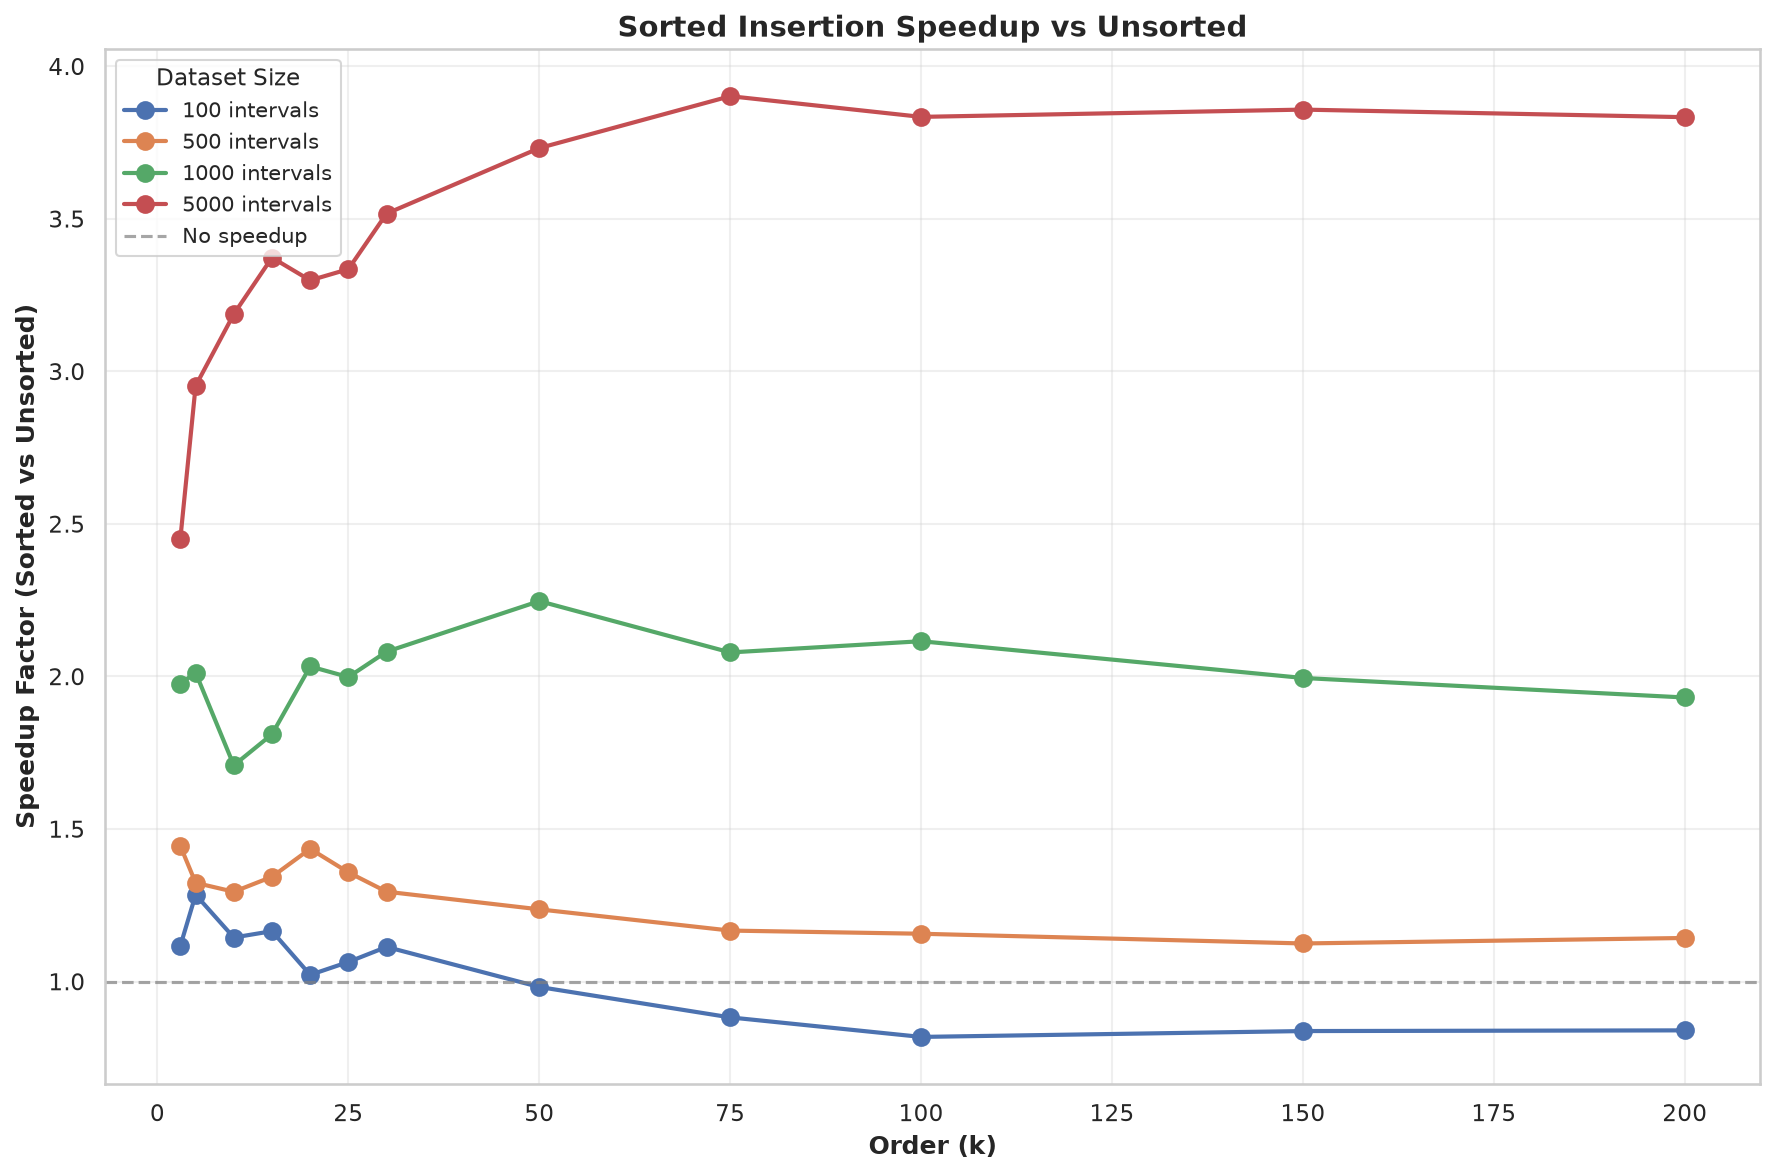 Sorted Insertion Speedup vs Unsorted
Dataset Size
100 intervals
500 intervals
1000 intervals
5000 intervals
No speedup
Speedup Factor (Sorted vs Unsorted)
4.0
3.5
3.0
2.5
2.0
1.5
1.0
0 25 50 75 100 125 150 175 200
Order (k)